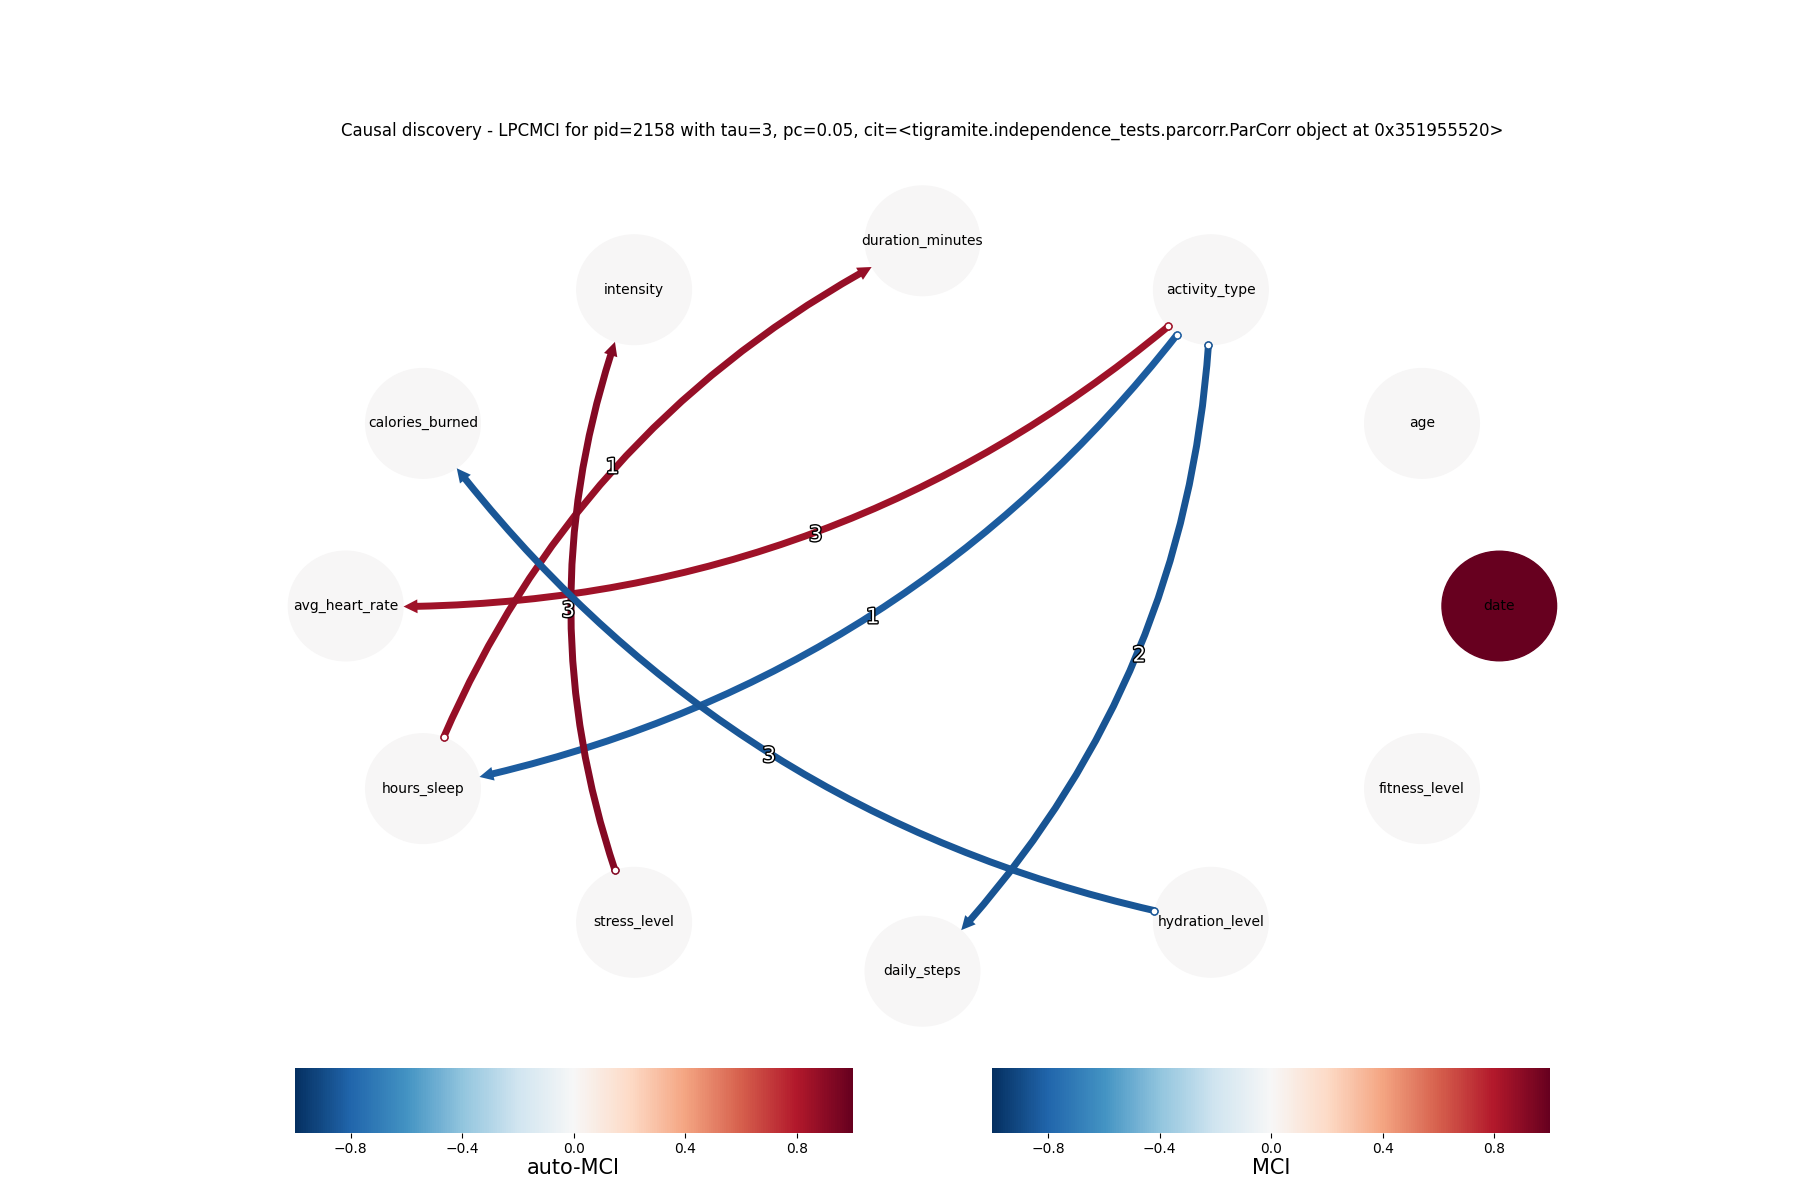 Causal discovery - LPCMCI for pid=2158 with tau=3, pc=0.05, cit=<tigramite.independence_tests.parcorr.ParCorr object at 0x351955520>
duration_minutes
intensity
activity_type
calories_burned
age
1
3
avg_heart_rate
date
3
1
2
3
hours_sleep
fitness_level
stress_level
hydration_level
daily_steps
−0.8 −0.4 0.0 0.4 0.8
auto-MCI
−0.8 −0.4 0.0 0.4 0.8
MCI